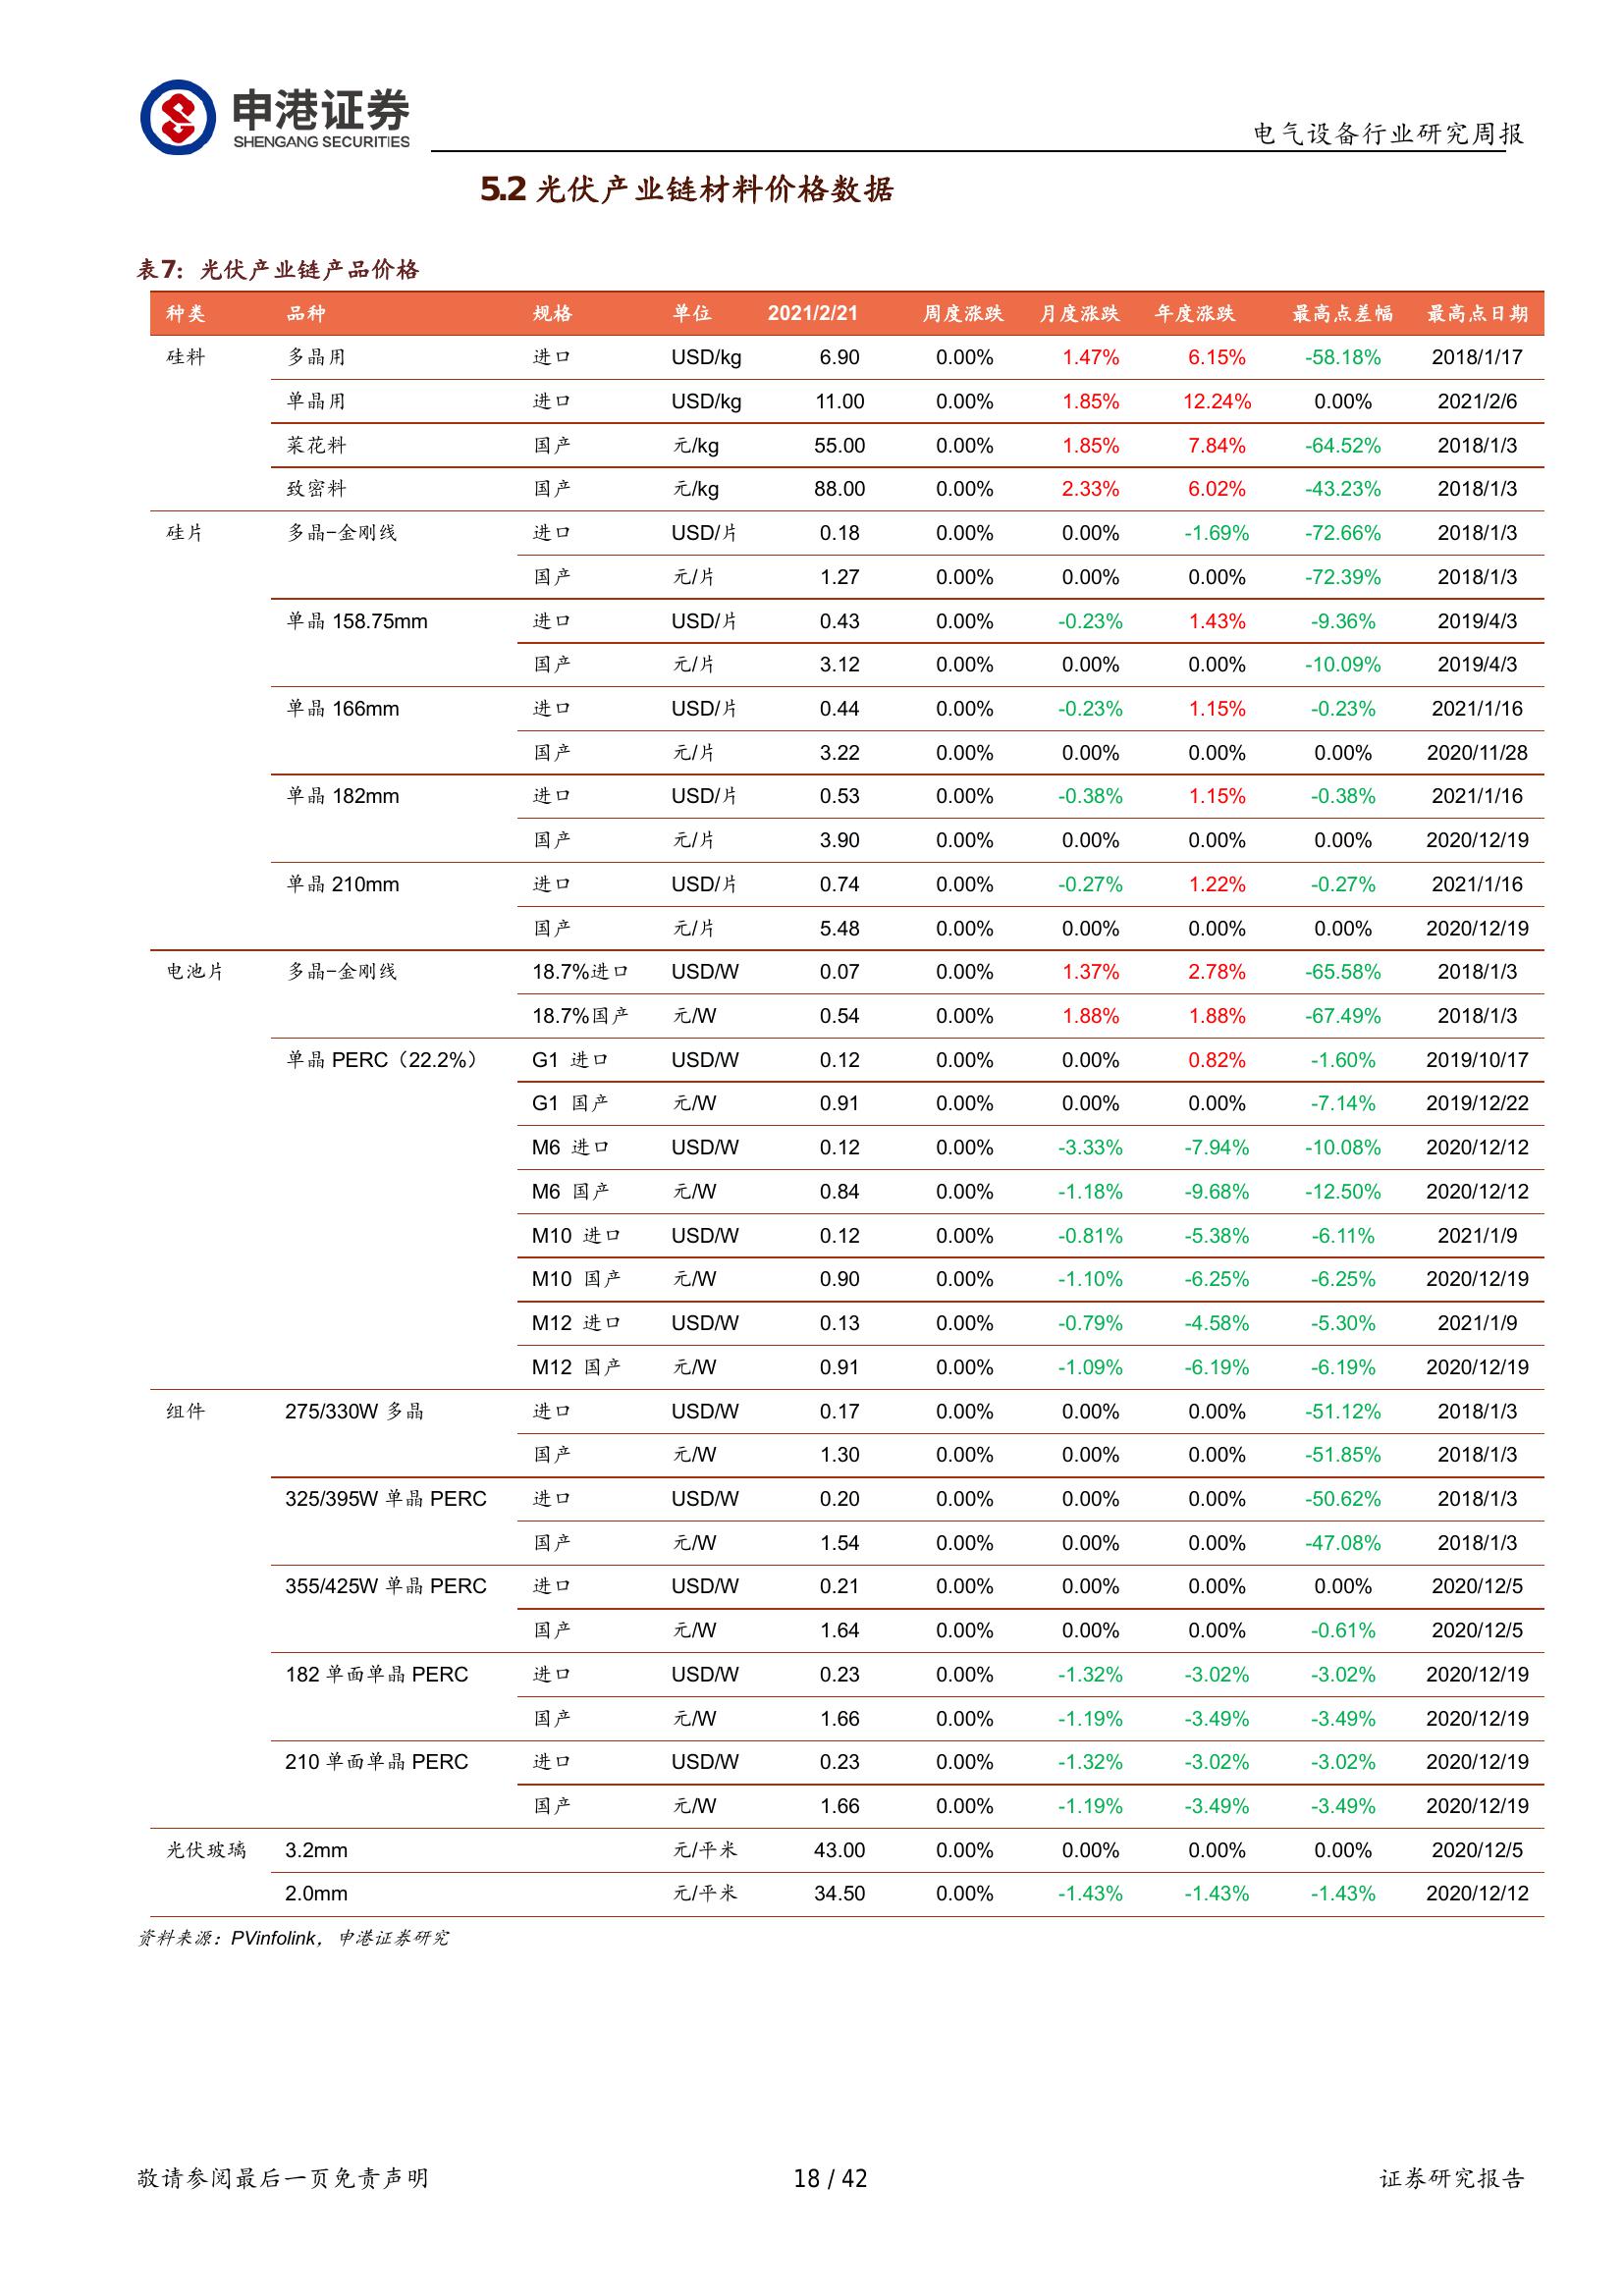 申港证券
SHENGANG SECURITIES
电气设备行业研究周报
5.2 光伏产业链材料价格数据
表7：光伏产业链产品价格
种类 品种 规格 单位 2021/2/21 周度涨跌 月度涨跌 年度涨跌 最高点差幅 最高点日期
硅料 多晶用 进口 USD/kg 6.90 0.00% 1.47% 6.15% -58.18% 2018/1/17
单晶用 进口 USD/kg 11.00 0.00% 1.85% 12.24% 0.00% 2021/2/6
菜花料 国产 元/kg 55.00 0.00% 1.85% 7.84% -64.52% 2018/1/3
致密料 国产 元/kg 88.00 0.00% 2.33% 6.02% -43.23% 2018/1/3
硅片 多晶-金刚线 进口 USD/片 0.18 0.00% 0.00% -1.69% -72.66% 2018/1/3
国产 元/片 1.27 0.00% 0.00% 0.00% -72.39% 2018/1/3
单晶 158.75mm 进口 USD/片 0.43 0.00% -0.23% 1.43% -9.36% 2019/4/3
国产 元/片 3.12 0.00% 0.00% 0.00% -10.09% 2019/4/3
单晶 166mm 进口 USD/片 0.44 0.00% -0.23% 1.15% -0.23% 2021/1/16
国产 元/片 3.22 0.00% 0.00% 0.00% 0.00% 2020/11/28
单晶 182mm 进口 USD/片 0.53 0.00% -0.38% 1.15% -0.38% 2021/1/16
国产 元/片 3.90 0.00% 0.00% 0.00% 0.00% 2020/12/19
单晶 210mm 进口 USD/片 0.74 0.00% -0.27% 1.22% -0.27% 2021/1/16
国产 元/片 5.48 0.00% 0.00% 0.00% 0.00% 2020/12/19
电池片 多晶-金刚线 18.7%进口 USD/W 0.07 0.00% 1.37% 2.78% -65.58% 2018/1/3
18.7%国产 元/W 0.54 0.00% 1.88% 1.88% -67.49% 2018/1/3
单晶 PERC（22.2%） G1 进口 USD/W 0.12 0.00% 0.00% 0.82% -1.60% 2019/10/17
G1 国产 元/W 0.91 0.00% 0.00% 0.00% -7.14% 2019/12/22
M6 进口 USD/W 0.12 0.00% -3.33% -7.94% -10.08% 2020/12/12
M6 国产 元/W 0.84 0.00% -1.18% -9.68% -12.50% 2020/12/12
M10 进口 USD/W 0.12 0.00% -0.81% -5.38% -6.11% 2021/1/9
M10 国产 元/W 0.90 0.00% -1.10% -6.25% -6.25% 2020/12/19
M12 进口 USD/W 0.13 0.00% -0.79% -4.58% -5.30% 2021/1/9
M12 国产 元/W 0.91 0.00% -1.09% -6.19% -6.19% 2020/12/19
组件 275/330W 多晶 进口 USD/W 0.17 0.00% 0.00% 0.00% -51.12% 2018/1/3
国产 元/W 1.30 0.00% 0.00% 0.00% -51.85% 2018/1/3
325/395W 单晶 PERC 进口 USD/W 0.20 0.00% 0.00% 0.00% -50.62% 2018/1/3
国产 元/W 1.54 0.00% 0.00% 0.00% -47.08% 2018/1/3
355/425W 单晶 PERC 进口 USD/W 0.21 0.00% 0.00% 0.00% 0.00% 2020/12/5
国产 元/W 1.64 0.00% 0.00% 0.00% -0.61% 2020/12/5
182 单面单晶 PERC 进口 USD/W 0.23 0.00% -1.32% -3.02% -3.02% 2020/12/19
国产 元/W 1.66 0.00% -1.19% -3.49% -3.49% 2020/12/19
210 单面单晶 PERC 进口 USD/W 0.23 0.00% -1.32% -3.02% -3.02% 2020/12/19
国产 元/W 1.66 0.00% -1.19% -3.49% -3.49% 2020/12/19
光伏玻璃 3.2mm 元/平米 43.00 0.00% 0.00% 0.00% 0.00% 2020/12/5
2.0mm 元/平米 34.50 0.00% -1.43% -1.43% -1.43% 2020/12/12
资料来源：PVinfolink，申港证券研究
敬请参阅最后一页免责声明 18 / 42 证券研究报告